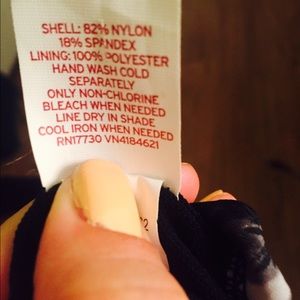 SHELL: 82% NYLON
18% SPANDEX
LINING: 100% POLYESTER
HAND WASH COLD
SEPARATELY
ONLY NON-CHLORINE
BLEACH WHEN NEEDED
LINE DRY IN SHADE
COOL IRON WHEN NEEDED
RN17730 VN4184621